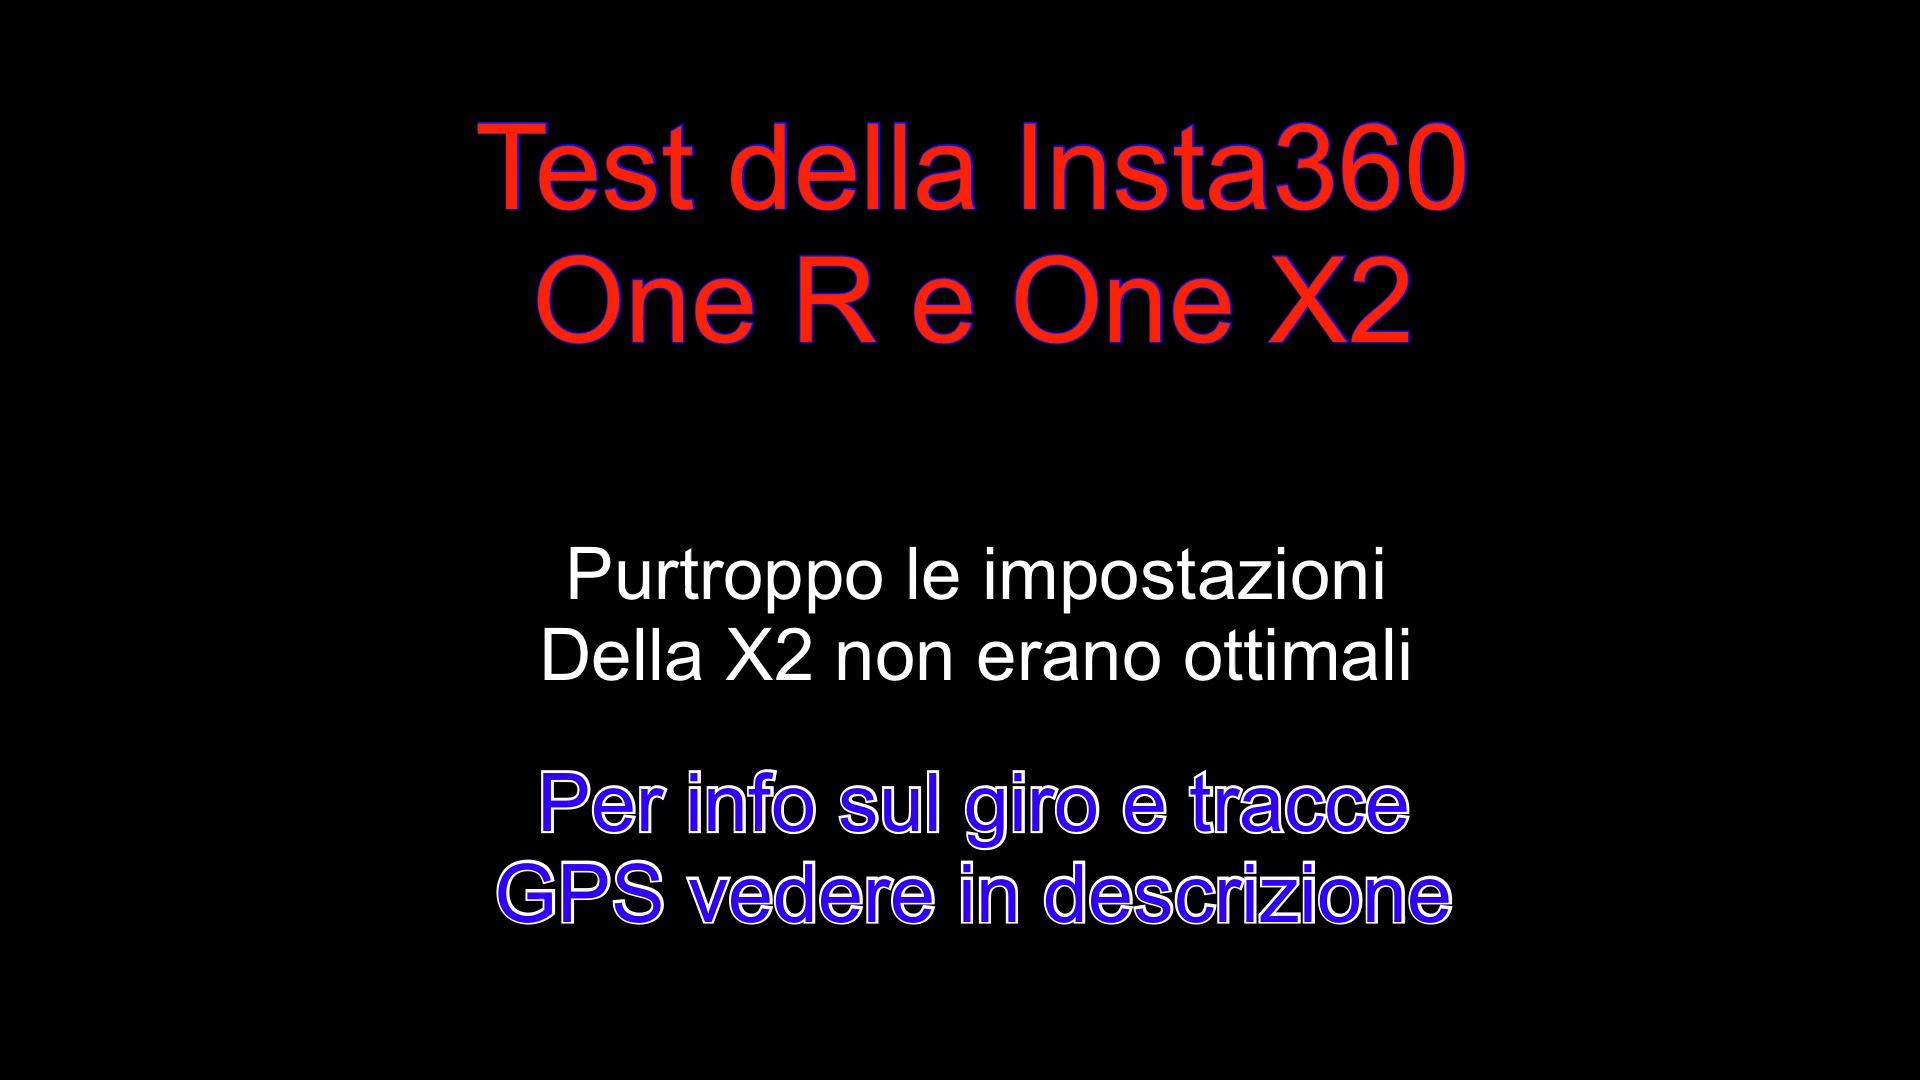 Test della Insta360
One R e One X2
Purtroppo le impostazioni
Della X2 non erano ottimali
Per info sul giro e tracce
GPS vedere in descrizione